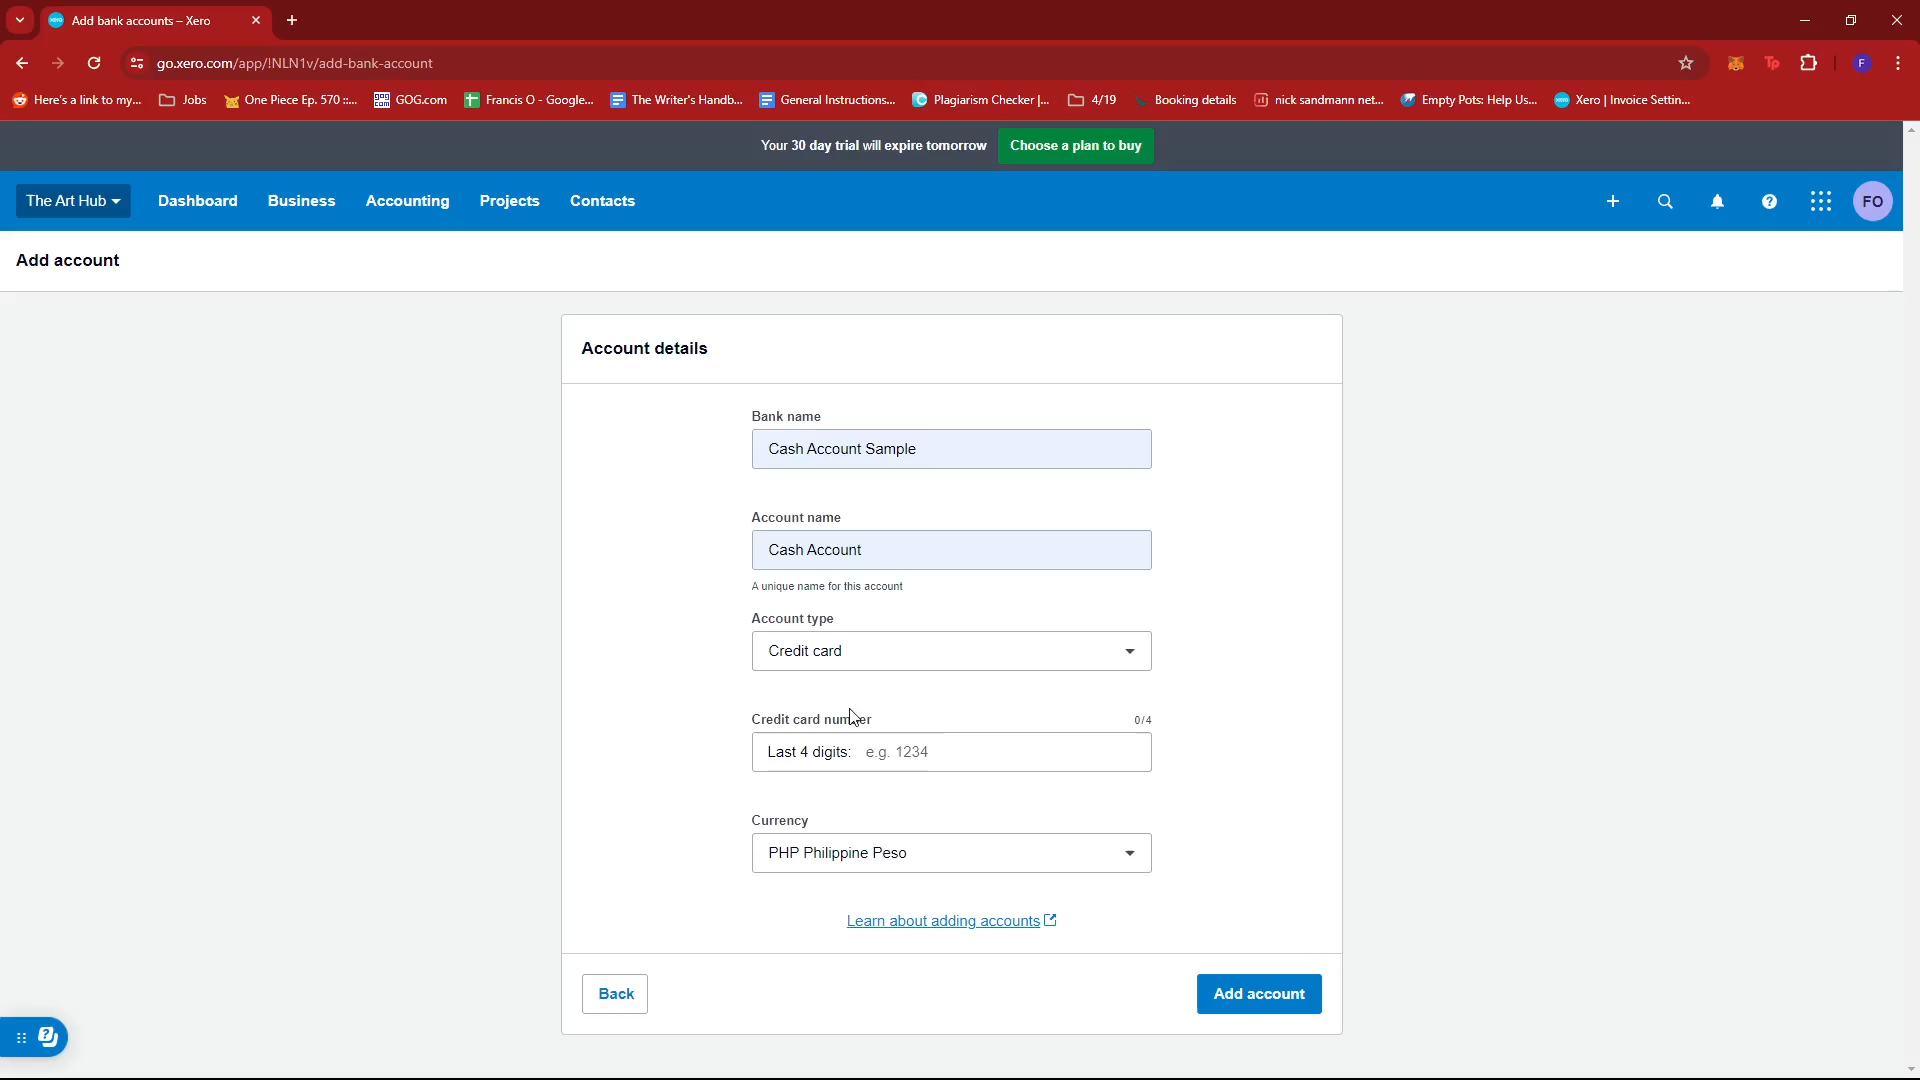 Add bank accounts – Xero
go.xero.com/app/!NLN1v/add-bank-account
Here's a link to my... Jobs One Piece Ep. 570 ::... GOG.com Francis O - Google... The Writer's Handb... General Instructions... Plagiarism Checker |... 4/19 Booking details nick sandmann net... Empty Pots: Help Us... Xero | Invoice Settin...
Your 30 day trial will expire tomorrow Choose a plan to buy
The Art Hub Dashboard Business Accounting Projects Contacts FO
Add account
Account details
Bank name
Cash Account Sample
Account name
Cash Account
A unique name for this account
Account type
Credit card
Credit card number 0/4
Last 4 digits: e.g. 1234
Currency
PHP Philippine Peso
Learn about adding accounts
Back Add account